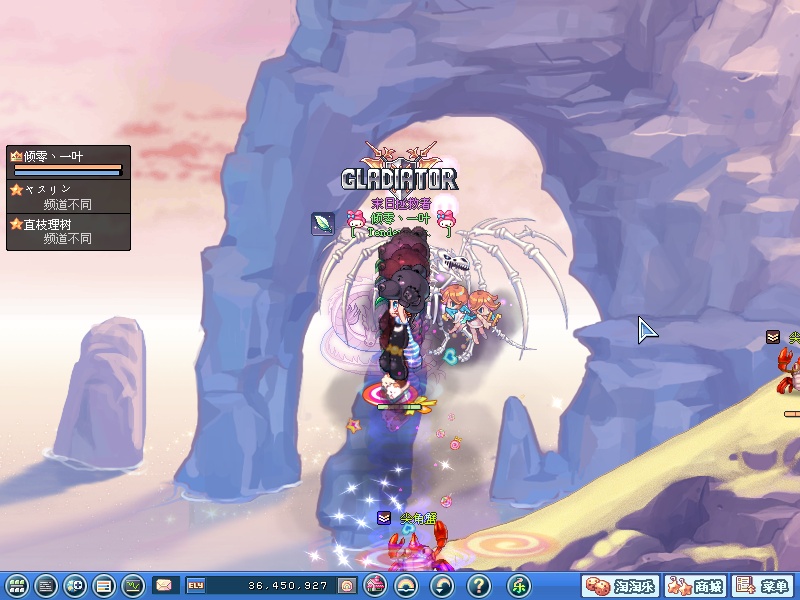 倾零丶一叶
ヤスリン
频道不同
直枝理树
频道不同
GLADIATOR
末日拯救者
倾零丶一叶
尖角蟹
ELY
36,450,927
乐
淘淘乐
商城
菜单